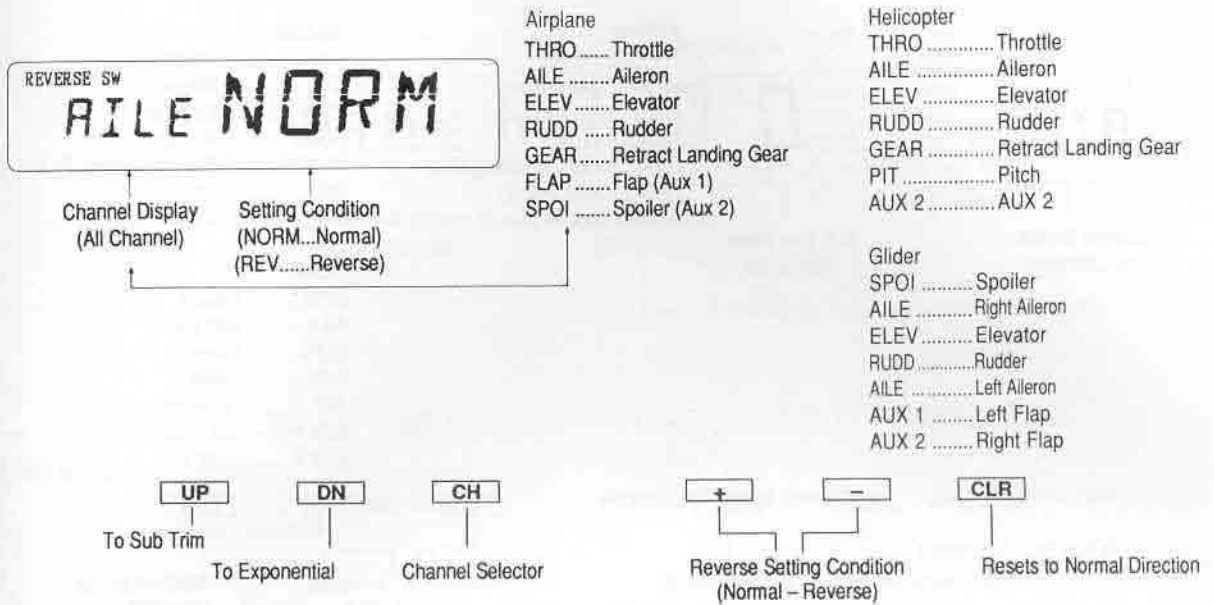 REVERSE SW
AILE NORM
Channel Display
(All Channel)
Setting Condition
(NORM...Normal)
(REV......Reverse)
Airplane
THRO ...... Throttle
AILE ........ Aileron
ELEV ....... Elevator
RUDD ..... Rudder
GEAR ...... Retract Landing Gear
FLAP ....... Flap (Aux 1)
SPOI ....... Spoiler (Aux 2)
Helicopter
THRO ............. Throttle
AILE ............... Aileron
ELEV .............. Elevator
RUDD ............ Rudder
GEAR ............ Retract Landing Gear
PIT ................. Pitch
AUX 2 ............ AUX 2
Glider
SPOI .......... Spoiler
AILE ........... Right Aileron
ELEV .......... Elevator
RUDD ............ Rudder
AILE ............ Left Aileron
AUX 1 ........ Left Flap
AUX 2 ........ Right Flap
UP
DN
CH
+
–
CLR
To Sub Trim
To Exponential
Channel Selector
Reverse Setting Condition
(Normal – Reverse)
Resets to Normal Direction